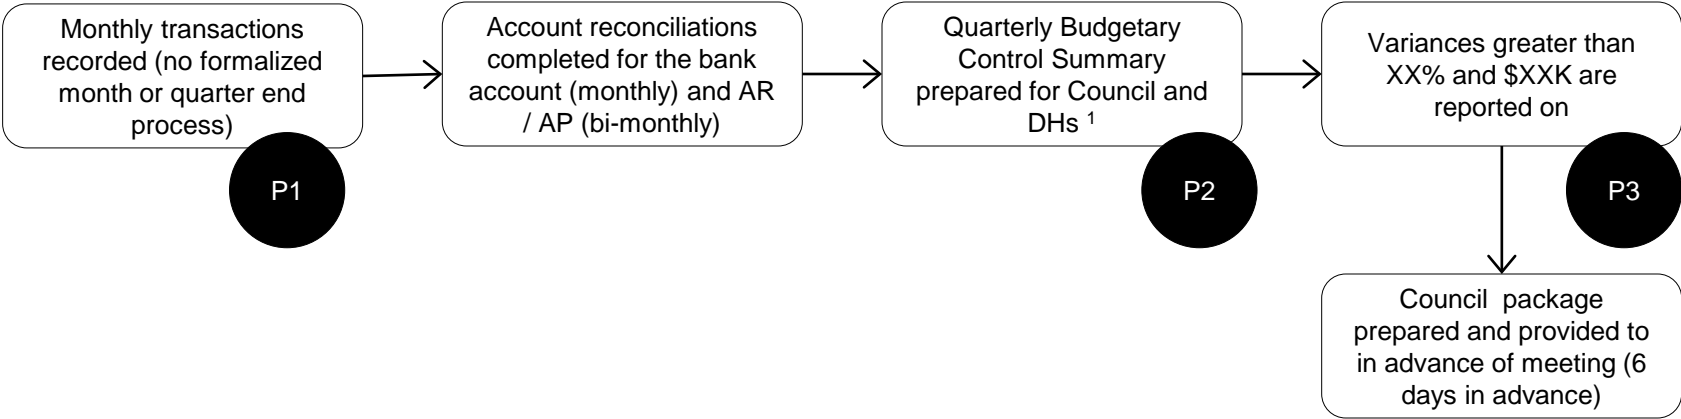 Monthly transactions
recorded (no formalized
month or quarter end
process)
P1
Account reconciliations
completed for the bank
account (monthly) and AR
/ AP (bi-monthly)
Quarterly Budgetary
Control Summary
prepared for Council and
DHs ¹
P2
Variances greater than
XX% and $XXK are
reported on
P3
Council  package
prepared and provided to
in advance of meeting (6
days in advance)